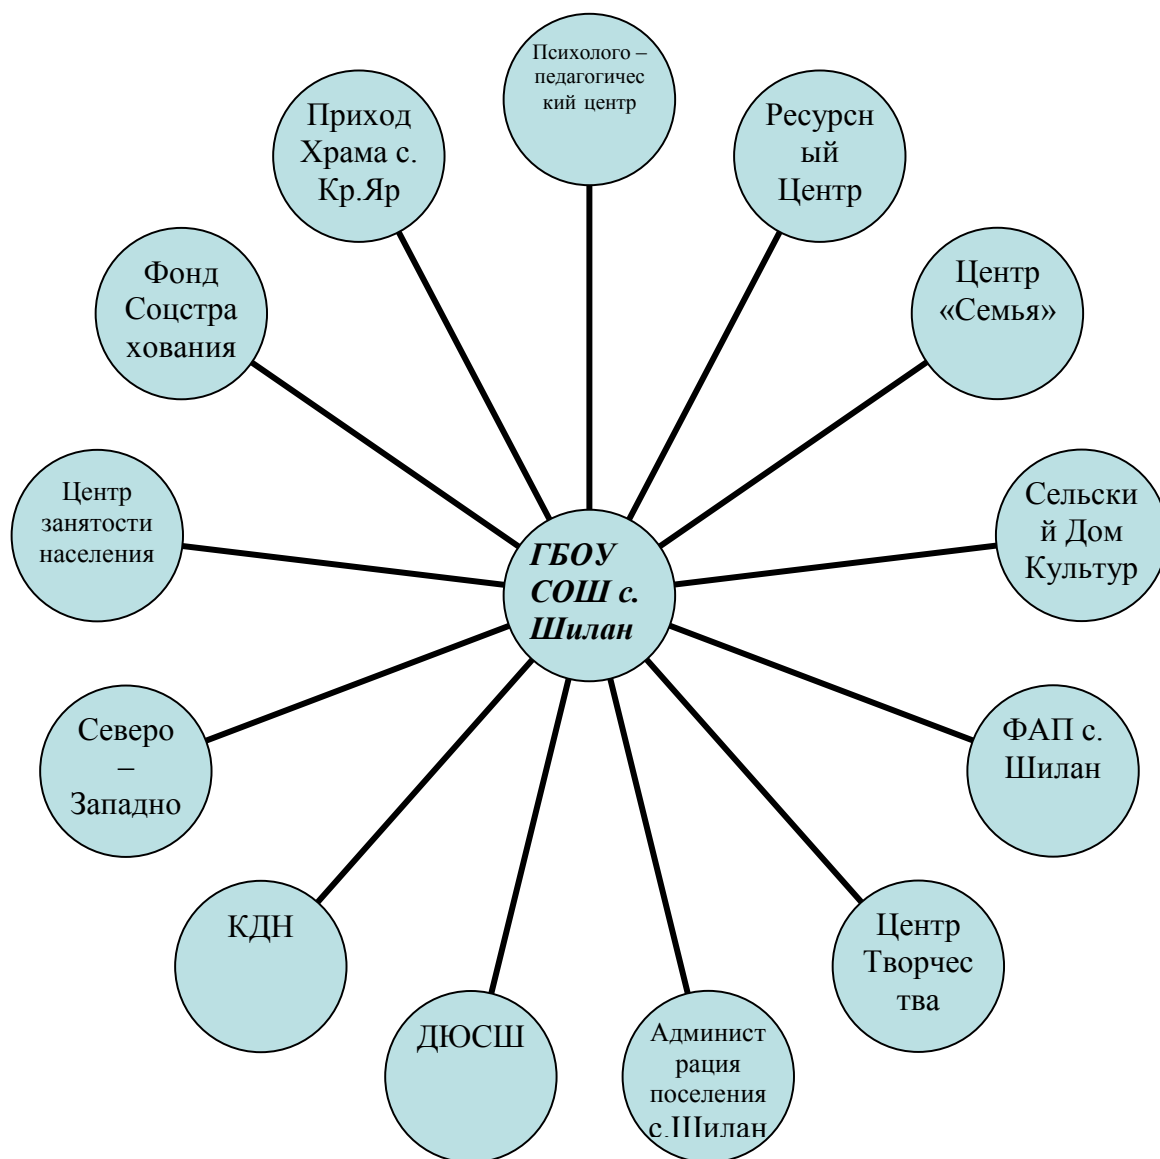 Психолого –
педагогичес
кий центр
Ресурсн
ый
Центр
Центр
«Семья»
Сельски
й Дом
Культур
ФАП с.
Шилан
Центр
Творчес
тва
Админист
рация
поселения
с.Шилан
ДЮСШ
КДН
Северо
–
Западно
Центр
занятости
населения
Фонд
Соцстра
хования
Приход
Храма с.
Кр.Яр
ГБОУ
СОШ с.
Шилан